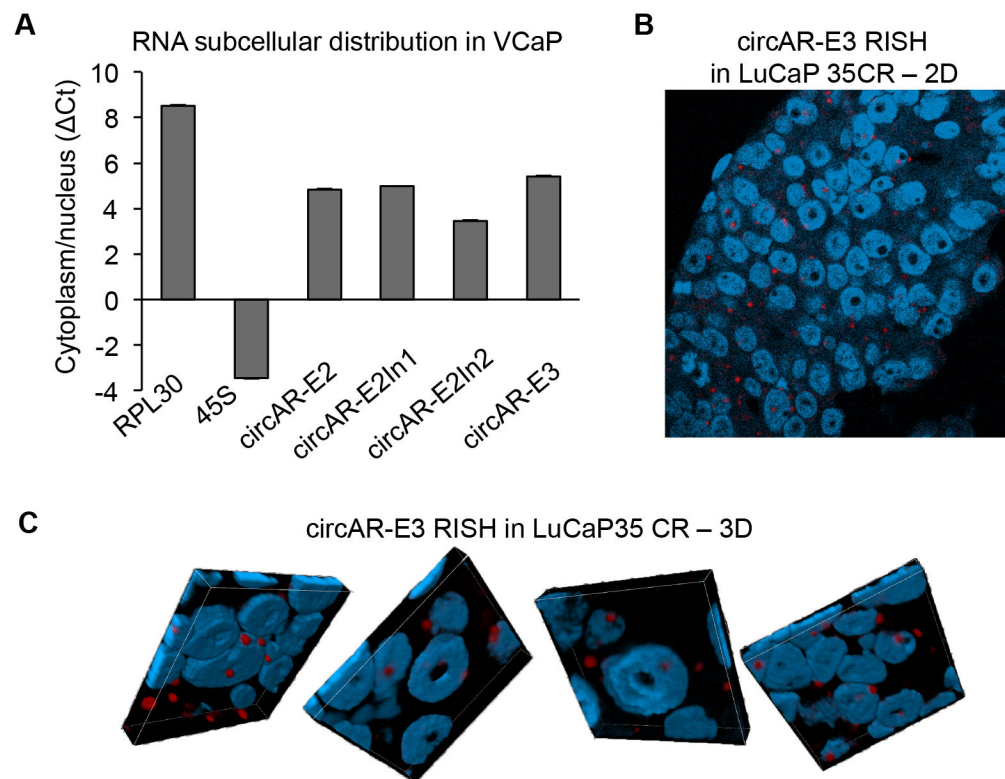 A
RNA subcellular distribution in VCaP
Cytoplasm/nucleus (ΔCt)
10
8
6
4
2
0
-2
-4
RPL30
45S
circAR-E2
circAR-E2In1
circAR-E2In2
circAR-E3
B
circAR-E3 RISH
in LuCaP 35CR – 2D
C
circAR-E3 RISH in LuCaP35 CR – 3D